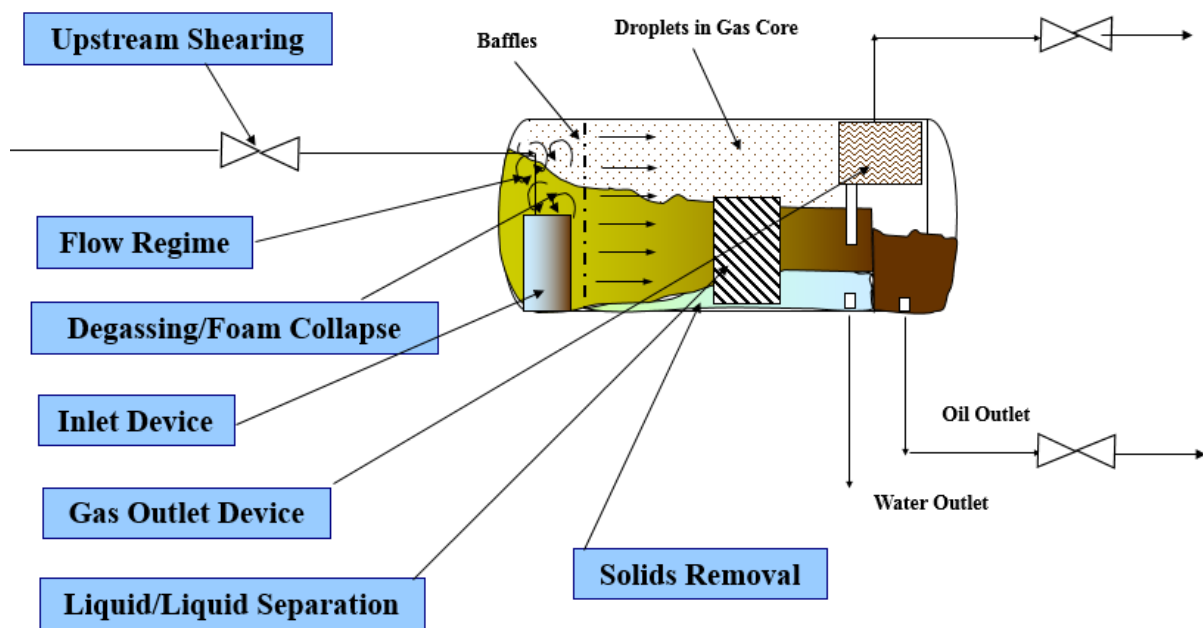 Upstream Shearing
Baffles
Droplets in Gas Core
Flow Regime
Degassing/Foam Collapse
Inlet Device
Oil Outlet
Gas Outlet Device
Water Outlet
Solids Removal
Liquid/Liquid Separation